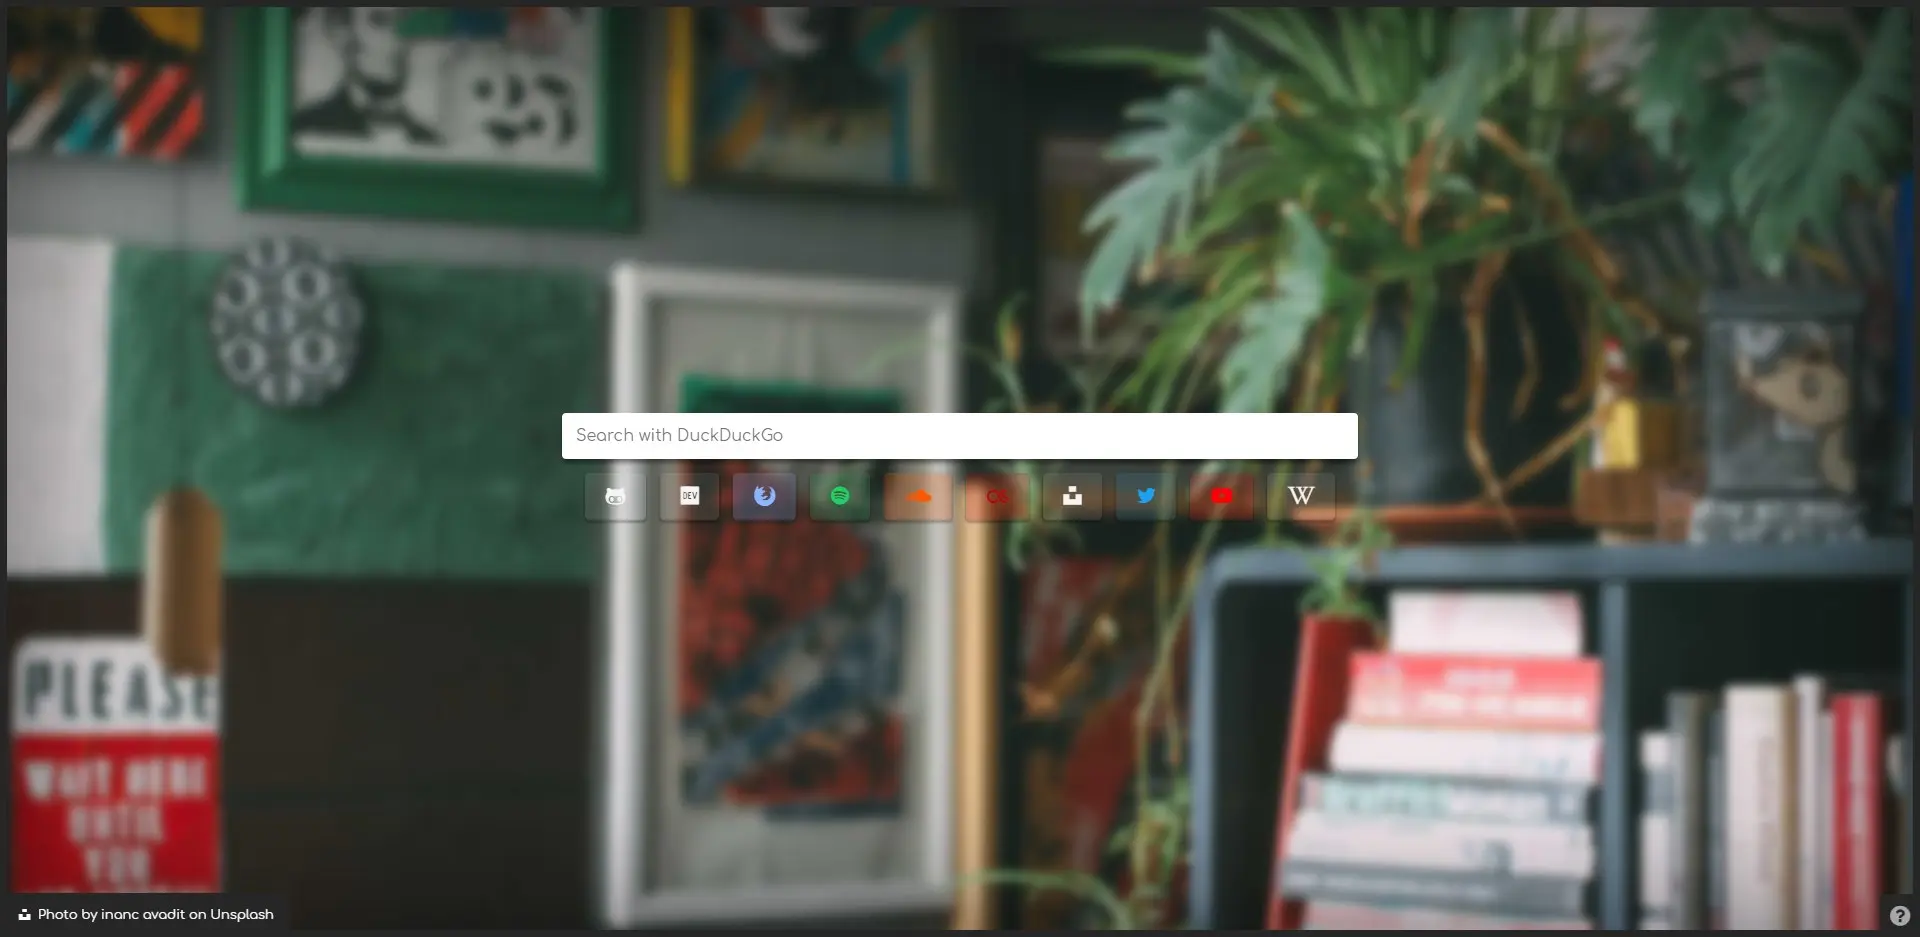 Search with DuckDuckGo
DEV
W
PLEASE
WAIT HERE
UNTIL
YOU
Photo by inanc avadit on Unsplash
?